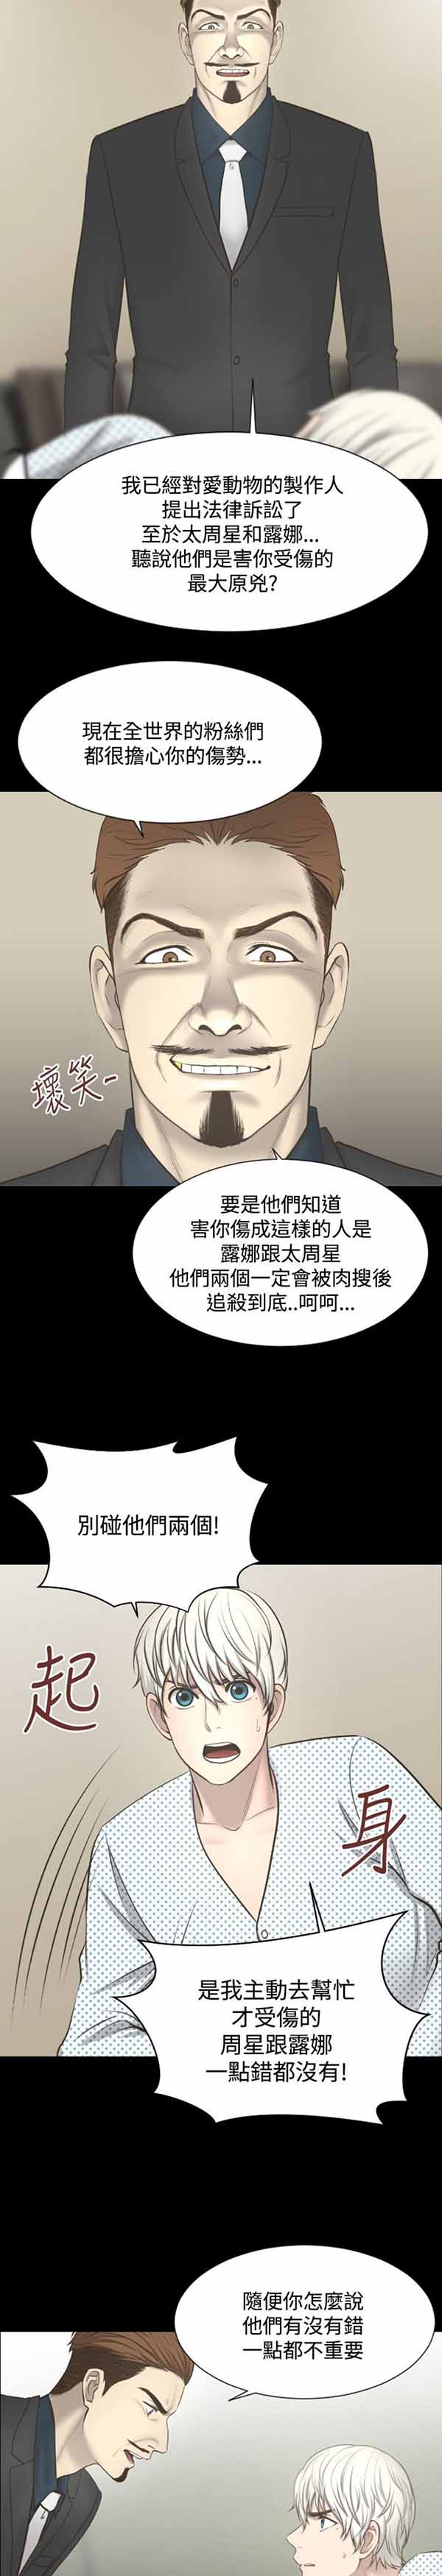 我已經對愛動物的製作人
提出法律訴訟了
至於太周星和露娜...
聽說他們是害你受傷的
最大原兇?
現在全世界的粉絲們
都很擔心你的傷勢...
壞笑~
要是他們知道
害你傷成這樣的人是
露娜跟太周星
他們兩個一定會被肉搜後
追殺到底..呵呵...
別碰他們兩個!
起
身
是我主動去幫忙
才受傷的
周星跟露娜
一點錯都沒有!
隨便你怎麼說
他們有沒有錯
一點都不重要